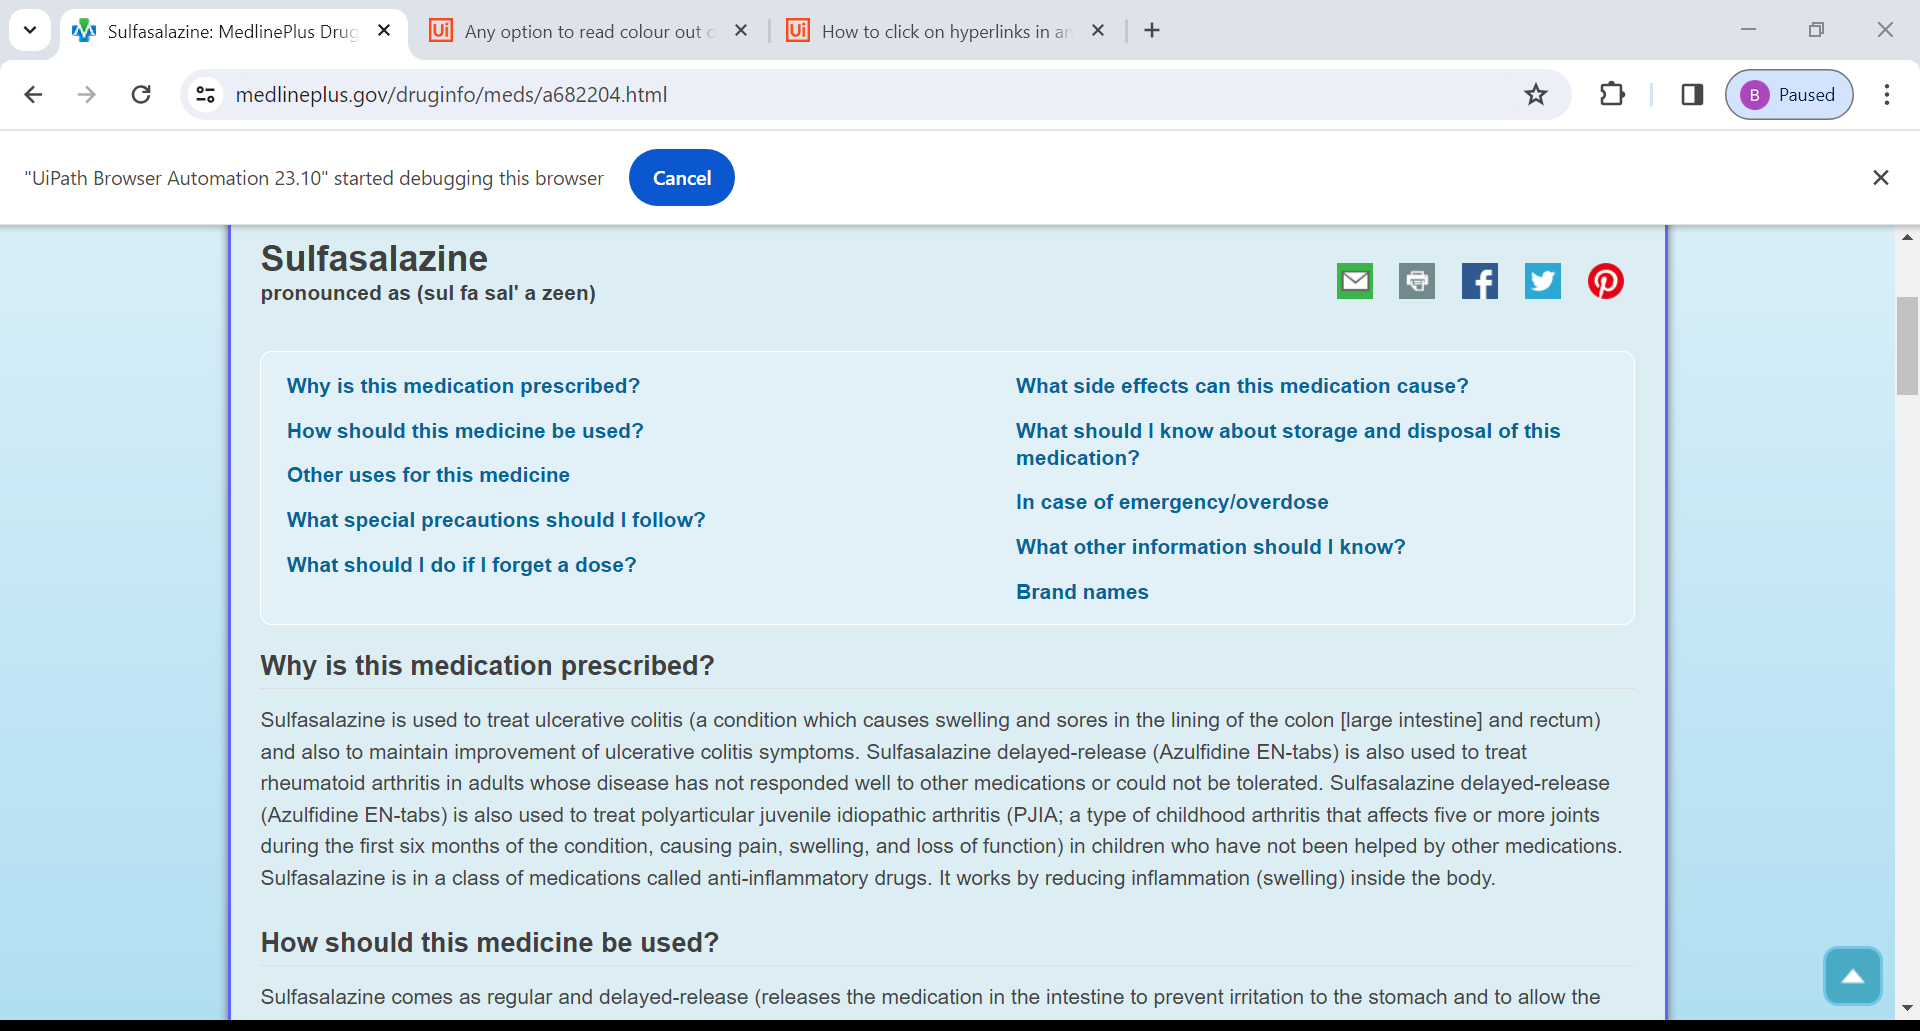 Sulfasalazine: MedlinePlus Drug
Any option to read colour out o
How to click on hyperlinks in an
medlineplus.gov/druginfo/meds/a682204.html
B Paused
"UiPath Browser Automation 23.10" started debugging this browser
Cancel
Sulfasalazine
pronounced as (sul fa sal' a zeen)
Why is this medication prescribed?
How should this medicine be used?
Other uses for this medicine
What special precautions should I follow?
What should I do if I forget a dose?
What side effects can this medication cause?
What should I know about storage and disposal of this
medication?
In case of emergency/overdose
What other information should I know?
Brand names
Why is this medication prescribed?
Sulfasalazine is used to treat ulcerative colitis (a condition which causes swelling and sores in the lining of the colon [large intestine] and rectum)
and also to maintain improvement of ulcerative colitis symptoms. Sulfasalazine delayed-release (Azulfidine EN-tabs) is also used to treat
rheumatoid arthritis in adults whose disease has not responded well to other medications or could not be tolerated. Sulfasalazine delayed-release
(Azulfidine EN-tabs) is also used to treat polyarticular juvenile idiopathic arthritis (PJIA; a type of childhood arthritis that affects five or more joints
during the first six months of the condition, causing pain, swelling, and loss of function) in children who have not been helped by other medications.
Sulfasalazine is in a class of medications called anti-inflammatory drugs. It works by reducing inflammation (swelling) inside the body.
How should this medicine be used?
Sulfasalazine comes as regular and delayed-release (releases the medication in the intestine to prevent irritation to the stomach and to allow the